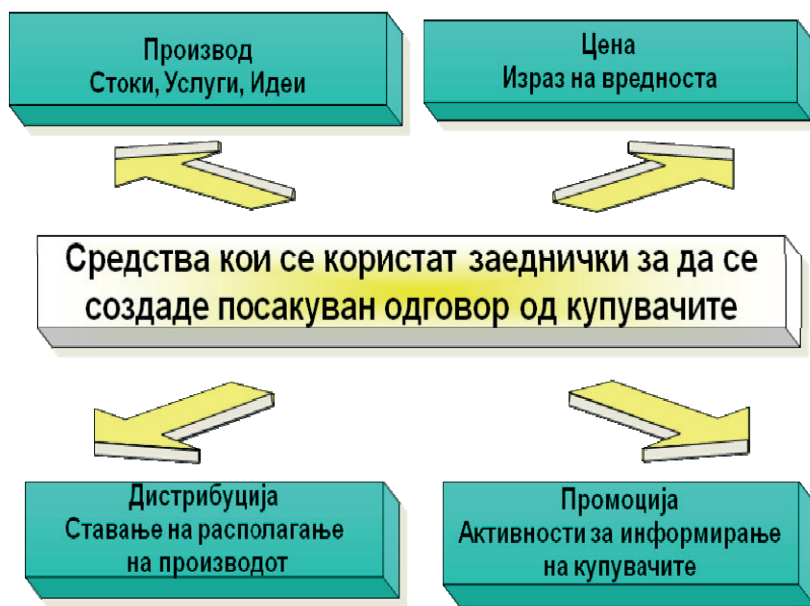 Производ
Стоки, Услуги, Идеи
Цена
Израз на вредноста
Средства кои се користат заеднички за да се
создаде посакуван одговор од купувачите
Дистрибуција
Ставање на располагање
на производот
Промоција
Активности за информирање
на купувачите